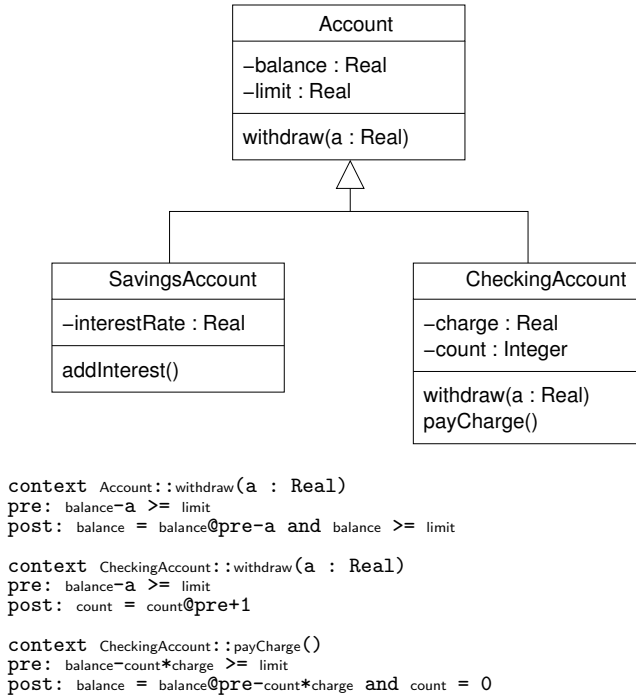 Account
−balance : Real
−limit : Real
withdraw(a : Real)
SavingsAccount
−interestRate : Real
addInterest()
CheckingAccount
−charge : Real
−count : Integer
withdraw(a : Real)
payCharge()
context Account::withdraw(a : Real)
pre: balance-a >= limit
post: balance = balance@pre-a and balance >= limit
context CheckingAccount::withdraw(a : Real)
pre: balance-a >= limit
post: count = count@pre+1
context CheckingAccount::payCharge()
pre: balance-count*charge >= limit
post: balance = balance@pre-count*charge and count = 0